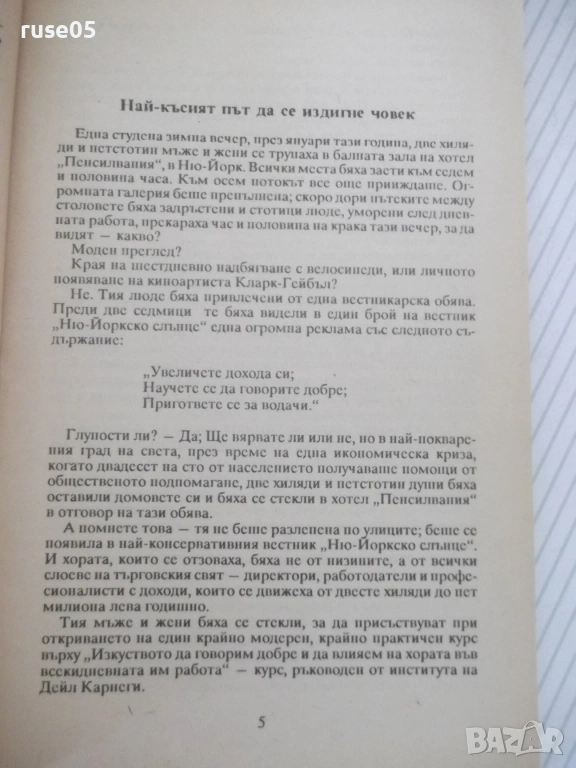 ruse05
Най-късият път да се издигне човек
Една студена зимна вечер, през януари тази година, две хиля-
ди и петстотин мъже и жени се трупаха в балната зала на хотел
„Пенсилвания“, в Ню-Йорк. Всички места бяха заети към седем
и половина часа. Към осем потокът все още прииждаше. Ог-
ромната галерия беше препълнена; скоро дори пътеките между
столовете бяха задръстени и стотици люде, уморени след днев-
ната работа, прекараха час и половина на крака тази вечер, за да
видят — какво?
Моден преглед?
Края на шестдневно надбягване с велосипеди, или личното
появяване на киноартиста Кларк-Гейбъл?
Не. Тия люде бяха привлечени от една вестникарска обява.
Преди две седмици те бяха видели в един брой на вестник
„Ню-Йоркско слънце“ една огромна реклама със следното съ-
държание:
„Увеличете дохода си;
Научете се да говорите добре;
Пригответе се за водачи.“
Глупости ли? — Да; Ще вярвате ли или не, но в най-покваре-
ния град на света, през време на една икономическа криза,
когато двадесет на сто от населението получаваше помощи от
общественото подпомагане, две хиляди и петстотин души бяха
оставили домовете си и бяха се стекли в хотел „Пенсилвания“
в отговор на тази обява.
А помнете това — тя не беше разлепена по улиците; беше се
появила в най-консервативния вестник „Ню-Йоркско слънце“.
И хората, които се отзоваха, бяха не от низините, а от всички
слоеве на търговския свят — директори, работодатели и профе-
сионалисти с доходи, които се движеха от двесте хиляди до пет
милиона лева годишно.
Тия мъже и жени бяха се стекли, за да присъствуват при
откриването на един крайно модерен, крайно практичен курс
върху „Изкуството да говорим добре и да влияем на хората във
всекидневната им работа“ — курс, ръководен от института на
Дейл Карнеги.
5
BAZAR